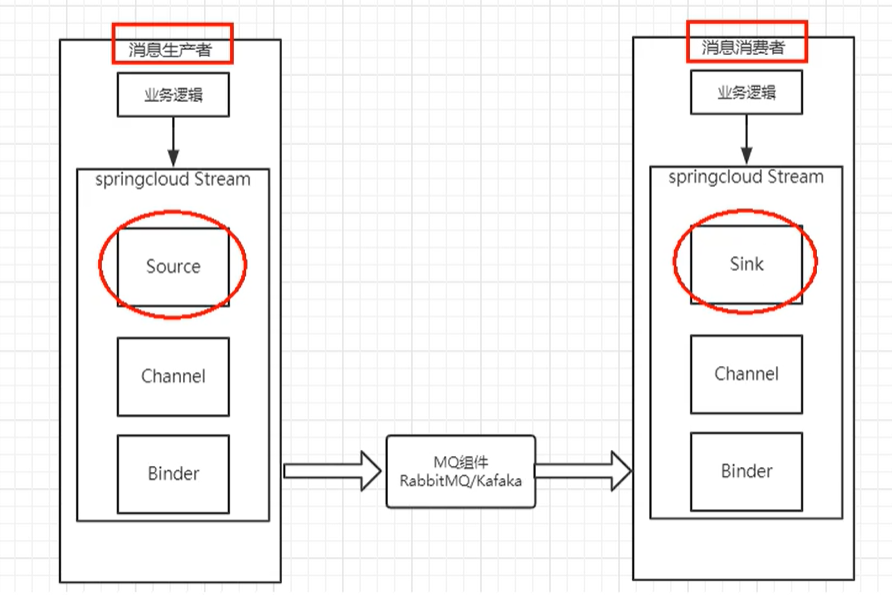 消息生产者
业务逻辑
springcloud Stream
Source
Channel
Binder
MQ组件
RabbitMQ/Kafaka
消息消费者
业务逻辑
springcloud Stream
Sink
Channel
Binder